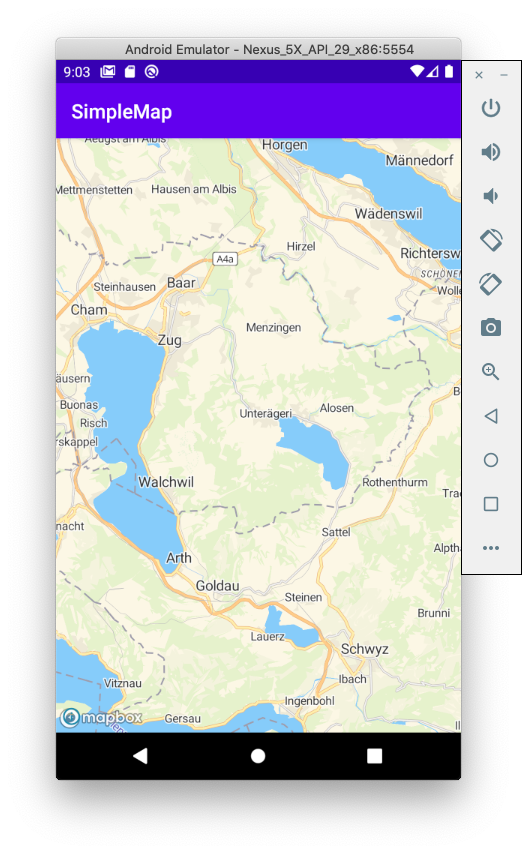 Android Emulator - Nexus_5X_API_29_x86:5554
9:03
SimpleMap
Aeugst am Albis
Horgen
Männedorf
Mettmenstetten
Hausen am Albis
Wädenswil
Hirzel
Richtersw
A4a
SCHÖNEN
Steinhausen
Baar
Wolle
Cham
Zug
Menzingen
äusern
Buonas
Unterägeri
Alosen
B
Risch
rskappel
Walchwil
Rothenthurm
Tra
nacht
Sattel
Arth
Alpth
Goldau
Steinen
Brunni
Lauerz
Schwyz
Ibach
Vitznau
Ingenbohl
mapbox
Gersau